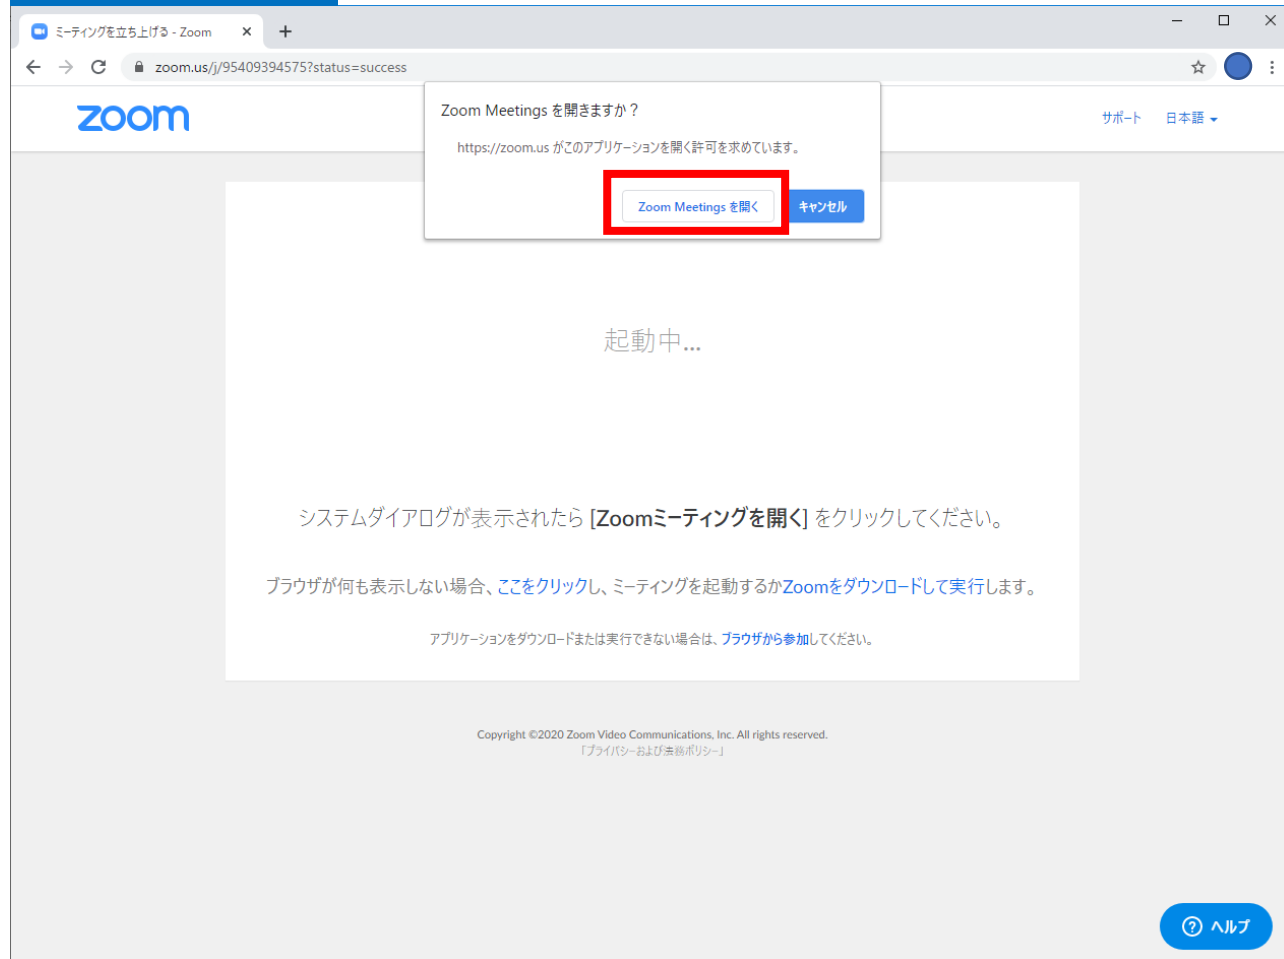 ミーティングを立ち上げる - Zoom
zoom.us/j/95409394575?status=success
zoom
サポート 日本語
Zoom Meetings を開きますか？
https://zoom.us がこのアプリケーションを開く許可を求めています。
Zoom Meetings を開く キャンセル
起動中...
システムダイアログが表示されたら [Zoomミーティングを開く] をクリックしてください。
ブラウザが何も表示しない場合、ここをクリックし、ミーティングを起動するかZoomをダウンロードして実行します。
アプリケーションをダウンロードまたは実行できない場合は、ブラウザから参加してください。
Copyright ©2020 Zoom Video Communications, Inc. All rights reserved.
「プライバシーおよび法務ポリシー」
ヘルプ